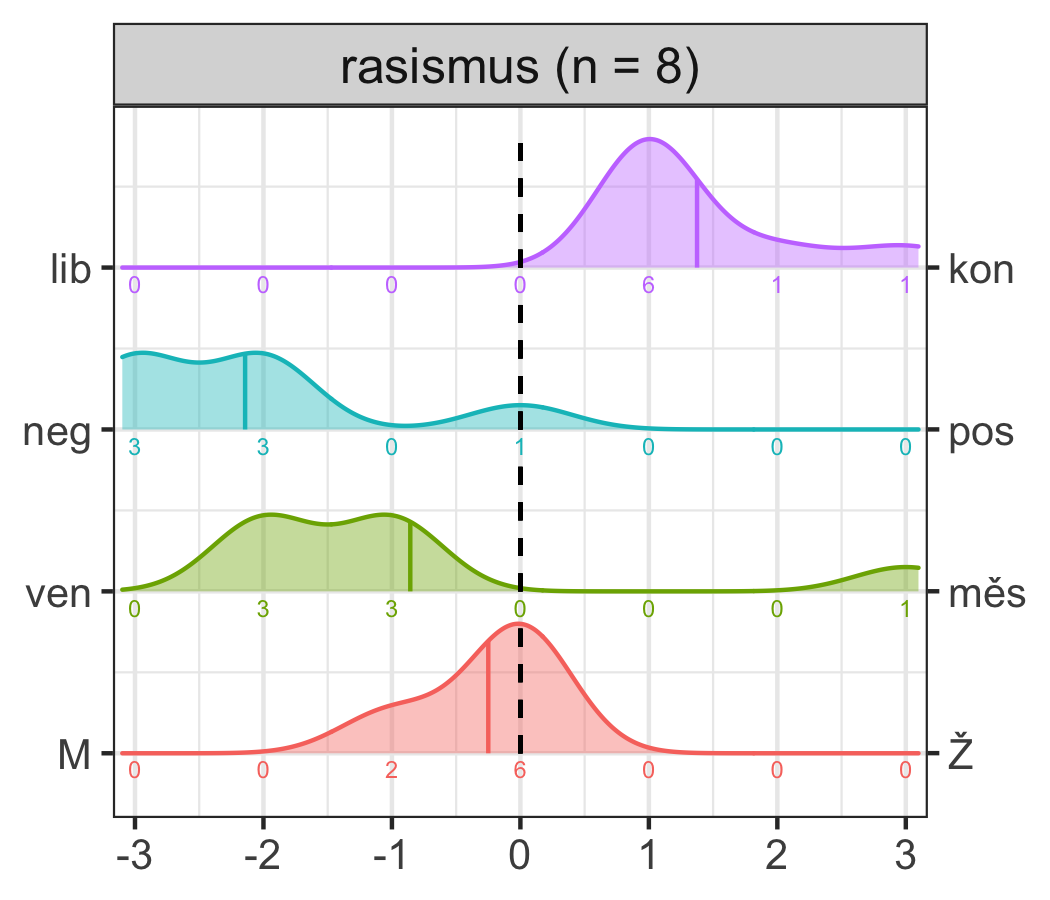 rasismus (n = 8)
lib kon
0 0 0 0 6 1 1
neg pos
3 3 0 1 0 0 0
ven měs
0 3 3 0 0 0 1
M Ž
0 0 2 6 0 0 0
-3 -2 -1 0 1 2 3